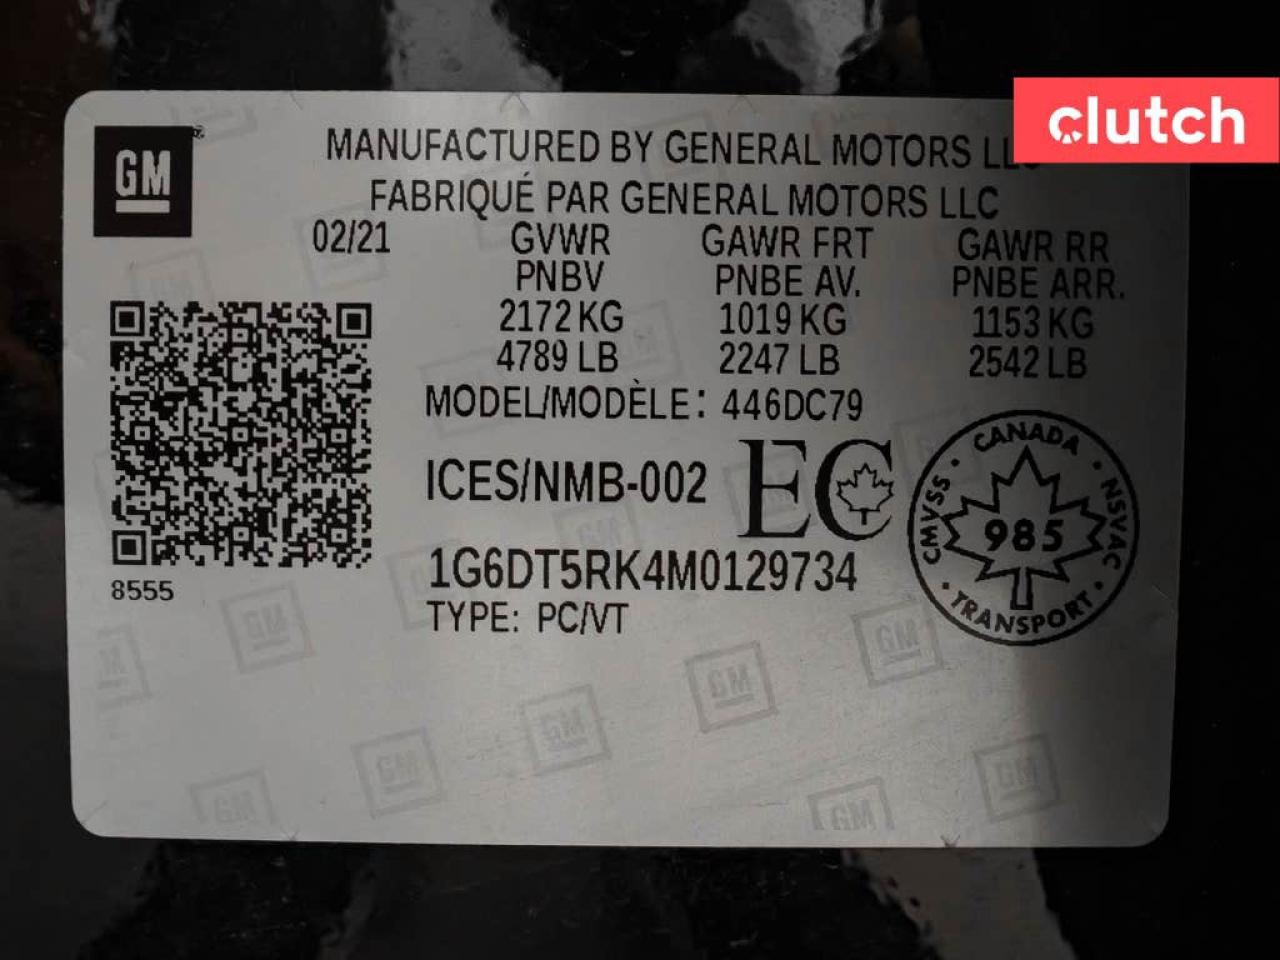 clutch
GM
MANUFACTURED BY GENERAL MOTORS
FABRIQUÉ PAR GENERAL MOTORS LLC
02/21 GVWR GAWR FRT GAWR RR
PNBV PNBE AV. PNBE ARR.
2172 KG 1019 KG 1153 KG
4789 LB 2247 LB 2542 LB
MODEL/MODÈLE: 446DC79
ICES/NMB-002 EC
1G6DT5RK4M0129734
TYPE: PC/VT
8555
CANADA
CMVSS · NSVAC
985
TRANSPORT